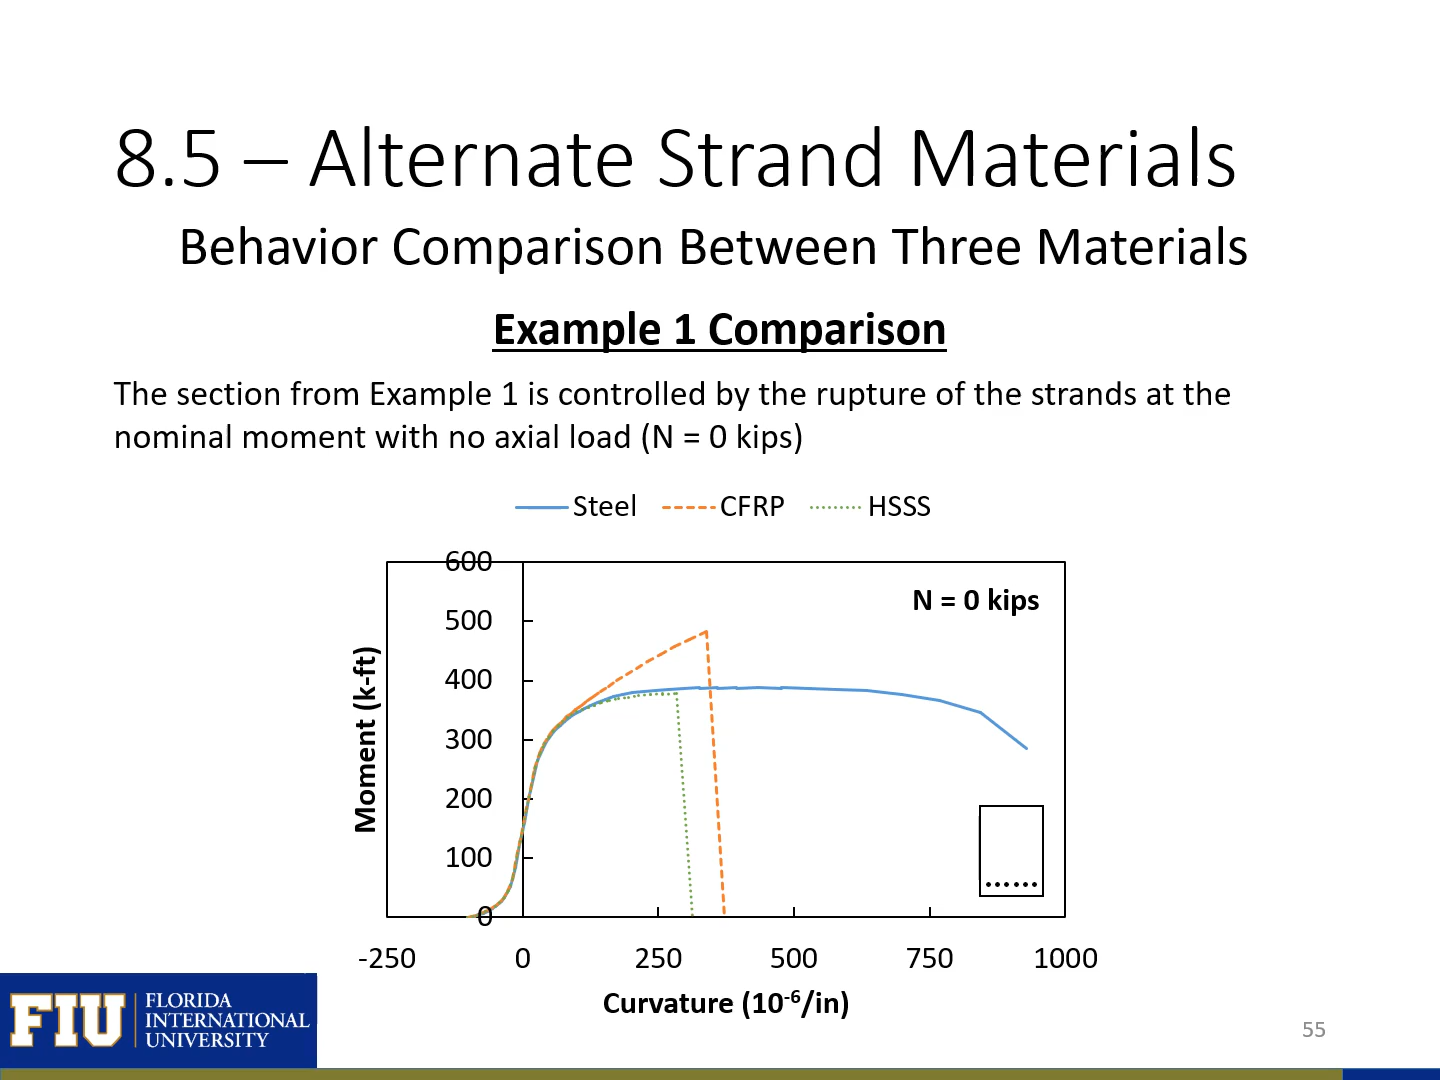 8.5 – Alternate Strand Materials
Behavior Comparison Between Three Materials
Example 1 Comparison
The section from Example 1 is controlled by the rupture of the strands at the
nominal moment with no axial load (N = 0 kips)
Steel CFRP HSSS
600
500
400
300
200
100
0
N = 0 kips
Moment (k-ft)
-250 0 250 500 750 1000
Curvature (10-6/in)
FIU
FLORIDA
INTERNATIONAL
UNIVERSITY
55